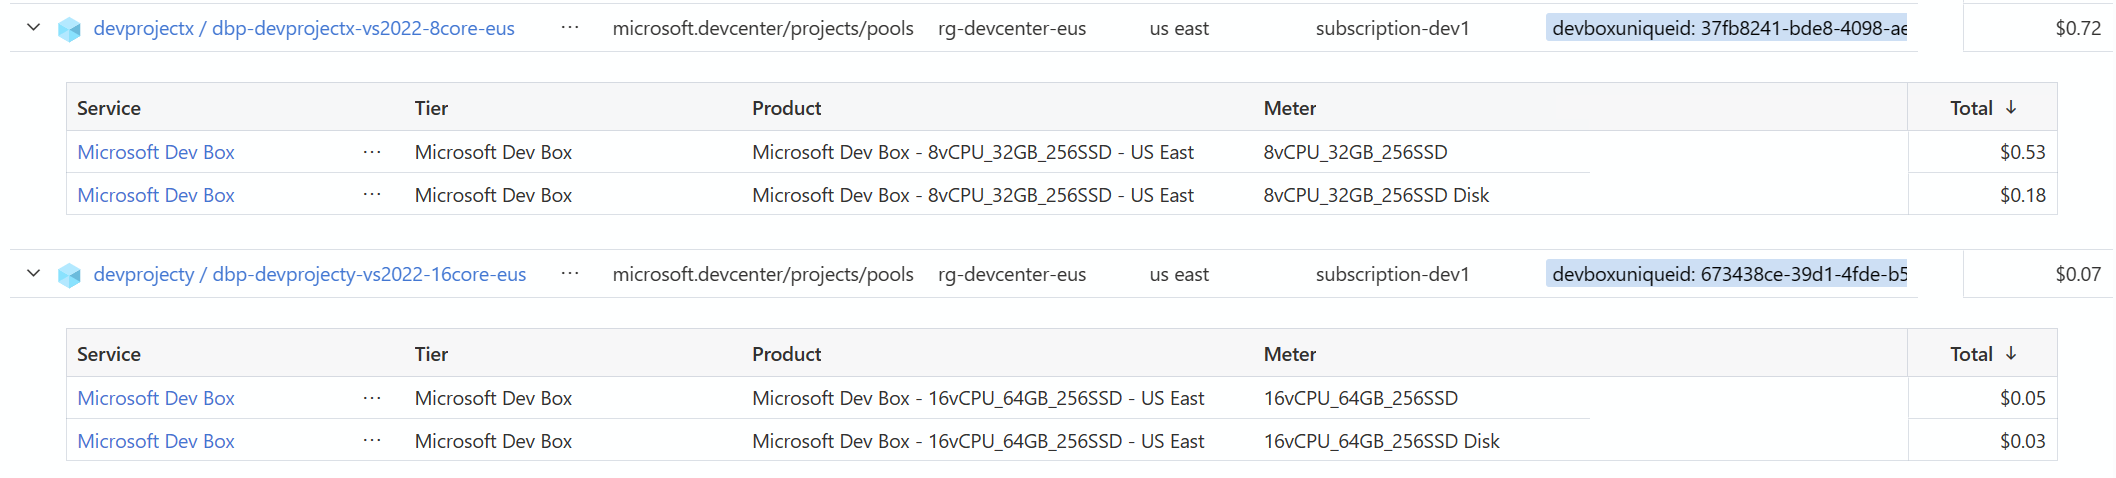 devprojectx / dbp-devprojectx-vs2022-8core-eus ··· microsoft.devcenter/projects/pools rg-devcenter-eus us east subscription-dev1 devboxuniqueid: 37fb8241-bde8-4098-ae $0.72
Service Tier Product Meter Total ↓
Microsoft Dev Box ··· Microsoft Dev Box Microsoft Dev Box - 8vCPU_32GB_256SSD - US East 8vCPU_32GB_256SSD $0.53
Microsoft Dev Box ··· Microsoft Dev Box Microsoft Dev Box - 8vCPU_32GB_256SSD - US East 8vCPU_32GB_256SSD Disk $0.18
devprojecty / dbp-devprojecty-vs2022-16core-eus ··· microsoft.devcenter/projects/pools rg-devcenter-eus us east subscription-dev1 devboxuniqueid: 673438ce-39d1-4fde-b5 $0.07
Service Tier Product Meter Total ↓
Microsoft Dev Box ··· Microsoft Dev Box Microsoft Dev Box - 16vCPU_64GB_256SSD - US East 16vCPU_64GB_256SSD $0.05
Microsoft Dev Box ··· Microsoft Dev Box Microsoft Dev Box - 16vCPU_64GB_256SSD - US East 16vCPU_64GB_256SSD Disk $0.03